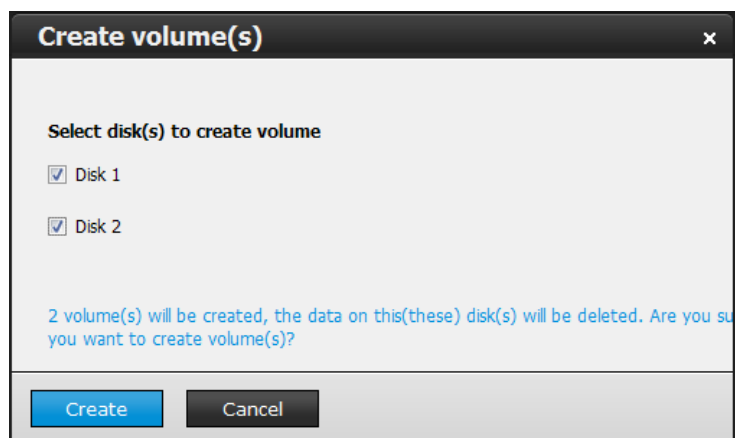 Create volume(s)
×
Select disk(s) to create volume
Disk 1
Disk 2
2 volume(s) will be created, the data on this(these) disk(s) will be deleted. Are you su
you want to create volume(s)?
Create
Cancel